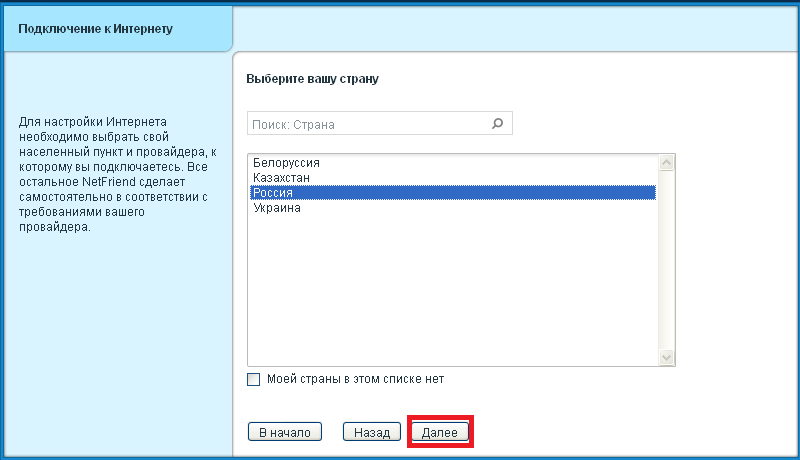 Подключение к Интернету
Для настройки Интернета
необходимо выбрать свой
населенный пункт и провайдера, к
которому вы подключаетесь. Все
остальное NetFriend сделает
самостоятельно в соответствии с
требованиями вашего
провайдера.
Выберите вашу страну
Поиск: Страна
Белоруссия
Казахстан
Россия
Украина
Моей страны в этом списке нет
В начало
Назад
Далее